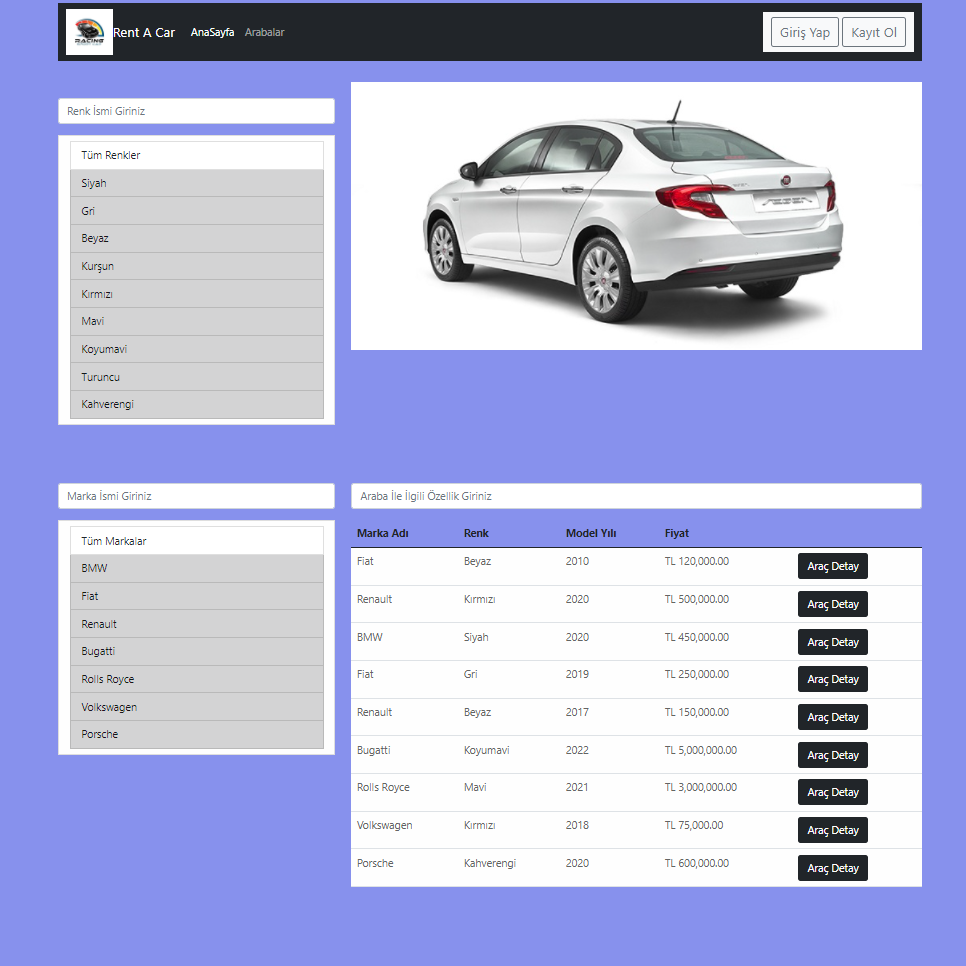 RACING
Rent A Car AnaSayfa Arabalar Giriş Yap Kayıt Ol
Renk İsmi Giriniz
Tüm Renkler
Siyah
Gri
Beyaz
Kurşun
Kırmızı
Mavi
Koyumavi
Turuncu
Kahverengi
Marka İsmi Giriniz
Tüm Markalar
BMW
Fiat
Renault
Bugatti
Rolls Royce
Volkswagen
Porsche
Araba İle İlgili Özellik Giriniz
Marka Adı Renk Model Yılı Fiyat
Fiat Beyaz 2010 TL 120,000.00 Araç Detay
Renault Kırmızı 2020 TL 500,000.00 Araç Detay
BMW Siyah 2020 TL 450,000.00 Araç Detay
Fiat Gri 2019 TL 250,000.00 Araç Detay
Renault Beyaz 2017 TL 150,000.00 Araç Detay
Bugatti Koyumavi 2022 TL 5,000,000.00 Araç Detay
Rolls Royce Mavi 2021 TL 3,000,000.00 Araç Detay
Volkswagen Kırmızı 2018 TL 75,000.00 Araç Detay
Porsche Kahverengi 2020 TL 600,000.00 Araç Detay